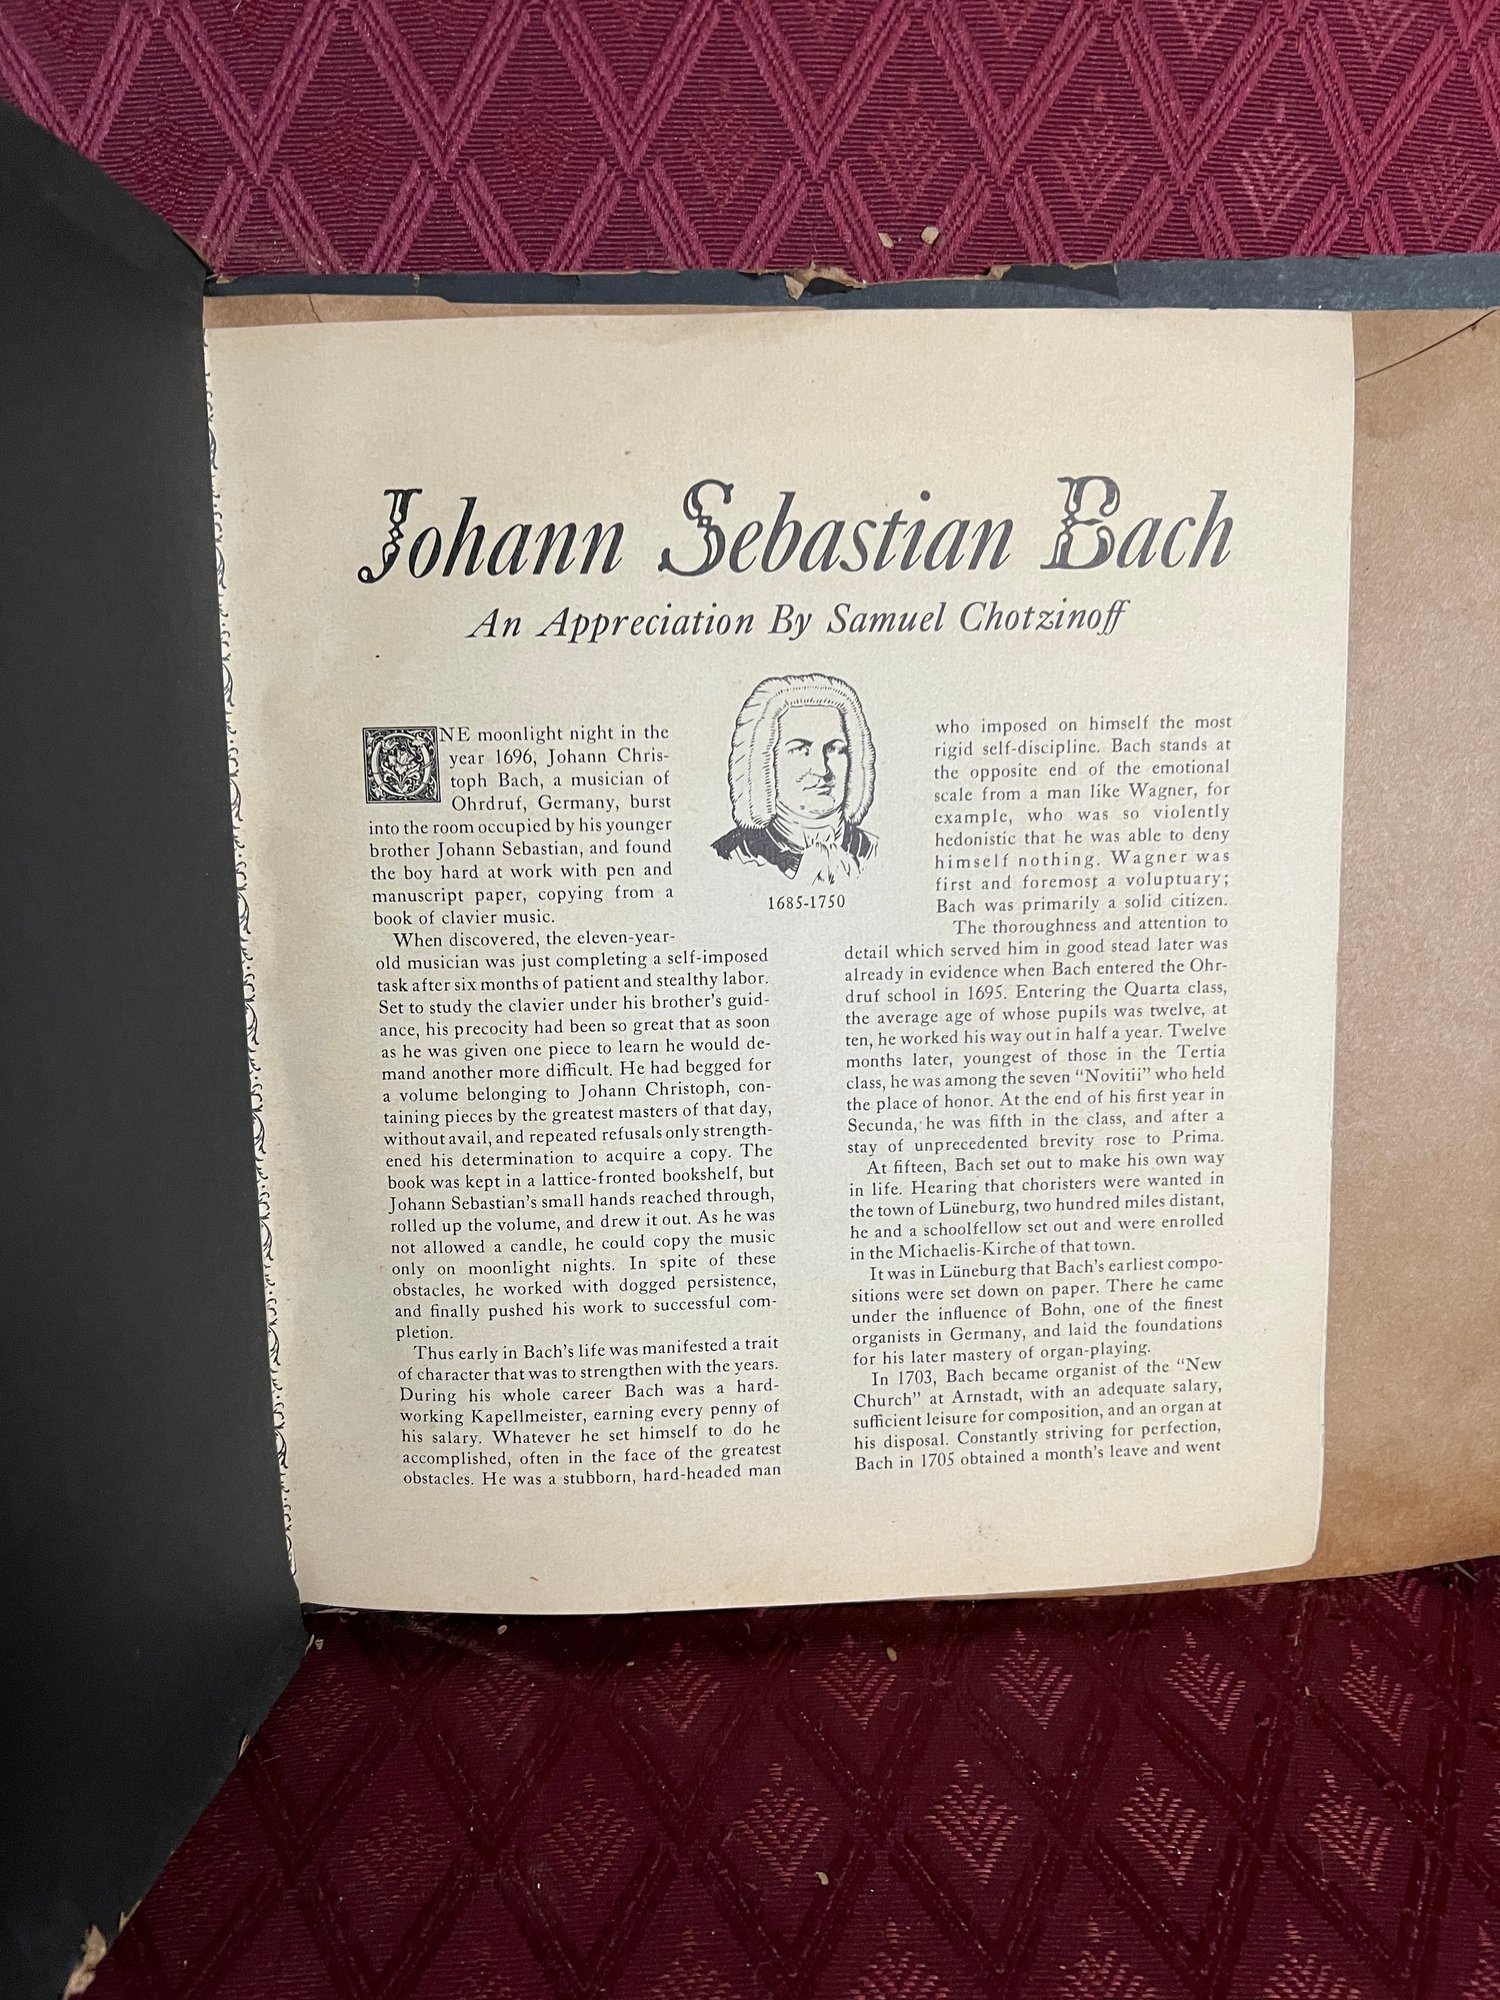 Johann Sebastian Bach
An Appreciation By Samuel Chotzinoff
ONE moonlight night in the
year 1696, Johann Chris-
toph Bach, a musician of
Ohrdruf, Germany, burst
into the room occupied by his younger
brother Johann Sebastian, and found
the boy hard at work with pen and
manuscript paper, copying from a
book of clavier music.
When discovered, the eleven-year-
old musician was just completing a self-imposed
task after six months of patient and stealthy labor.
Set to study the clavier under his brother's guid-
ance, his precocity had been so great that as soon
as he was given one piece to learn he would de-
mand another more difficult. He had begged for
a volume belonging to Johann Christoph, con-
taining pieces by the greatest masters of that day,
without avail, and repeated refusals only strength-
ened his determination to acquire a copy. The
book was kept in a lattice-fronted bookshelf, but
Johann Sebastian's small hands reached through,
rolled up the volume, and drew it out. As he was
not allowed a candle, he could copy the music
only on moonlight nights. In spite of these
obstacles, he worked with dogged persistence,
and finally pushed his work to successful com-
pletion.
Thus early in Bach's life was manifested a trait
of character that was to strengthen with the years.
During his whole career Bach was a hard-
working Kapellmeister, earning every penny of
his salary. Whatever he set himself to do he
accomplished, often in the face of the greatest
obstacles. He was a stubborn, hard-headed man
1685-1750
who imposed on himself the most
rigid self-discipline. Bach stands at
the opposite end of the emotional
scale from a man like Wagner, for
example, who was so violently
hedonistic that he was able to deny
himself nothing. Wagner was
first and foremost a voluptuary;
Bach was primarily a solid citizen.
The thoroughness and attention to
detail which served him in good stead later was
already in evidence when Bach entered the Ohr-
druf school in 1695. Entering the Quarta class,
the average age of whose pupils was twelve, at
ten, he worked his way out in half a year. Twelve
months later, youngest of those in the Tertia
class, he was among the seven "Novitii" who held
the place of honor. At the end of his first year in
Secunda, he was fifth in the class, and after a
stay of unprecedented brevity rose to Prima.
At fifteen, Bach set out to make his own way
in life. Hearing that choristers were wanted in
the town of Lüneburg, two hundred miles distant,
he and a schoolfellow set out and were enrolled
in the Michaelis-Kirche of that town.
It was in Lüneburg that Bach's earliest compo-
sitions were set down on paper. There he came
under the influence of Bohn, one of the finest
organists in Germany, and laid the foundations
for his later mastery of organ-playing.
In 1703, Bach became organist of the "New
Church" at Arnstadt, with an adequate salary,
sufficient leisure for composition, and an organ at
his disposal. Constantly striving for perfection,
Bach in 1705 obtained a month's leave and went